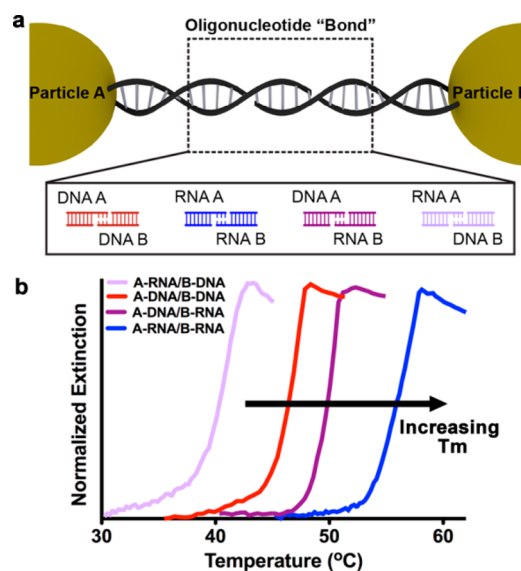 a
Oligonucleotide “Bond”
Particle A
Particle
DNA A
RNA A
DNA A
RNA A
DNA B
RNA B
RNA B
DNA B
b
A-RNA/B-DNA
A-DNA/B-DNA
A-DNA/B-RNA
A-RNA/B-RNA
Increasing
Tm
Normalized Extinction
30
40
50
60
Temperature (ºC)